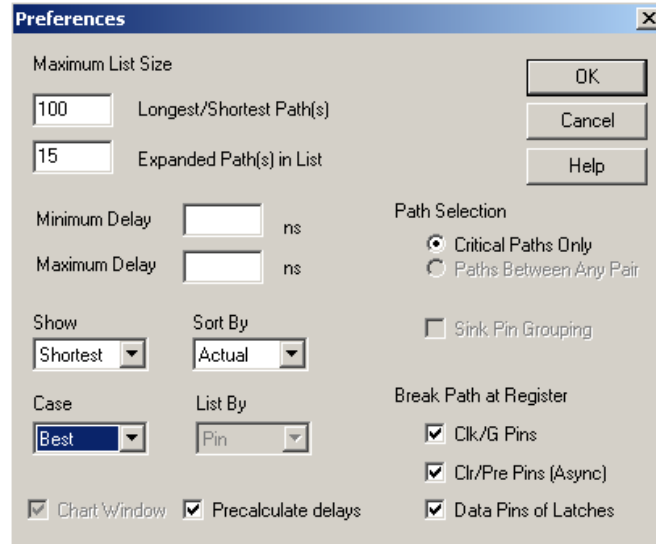 Preferences
Maximum List Size
100 Longest/Shortest Path(s)
15 Expanded Path(s) in List
OK
Cancel
Help
Minimum Delay ns
Maximum Delay ns
Path Selection
Critical Paths Only
Paths Between Any Pair
Show Sort By
Shortest Actual
Sink Pin Grouping
Case List By
Best Pin
Break Path at Register
Clk/G Pins
Clr/Pre Pins (Async)
Data Pins of Latches
Chart Window Precalculate delays